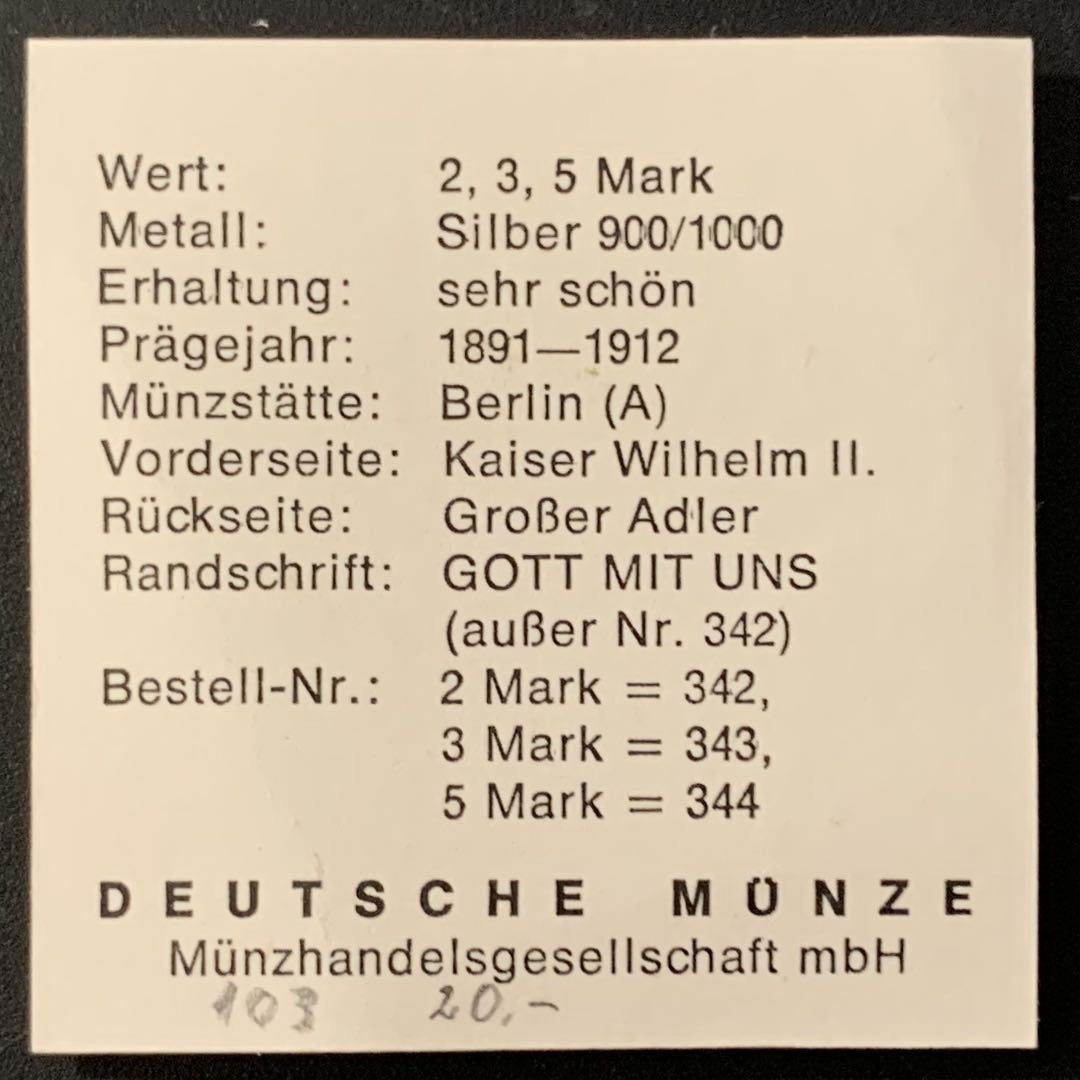 Wert: 2, 3, 5 Mark
Metall: Silber 900/1000
Erhaltung: sehr schön
Prägejahr: 1891—1912
Münzstätte: Berlin (A)
Vorderseite: Kaiser Wilhelm II.
Rückseite: Großer Adler
Randschrift: GOTT MIT UNS
(außer Nr. 342)
Bestell-Nr.: 2 Mark = 342,
3 Mark = 343,
5 Mark = 344
DEUTSCHE MÜNZE
Münzhandelsgesellschaft mbH
103 20.-